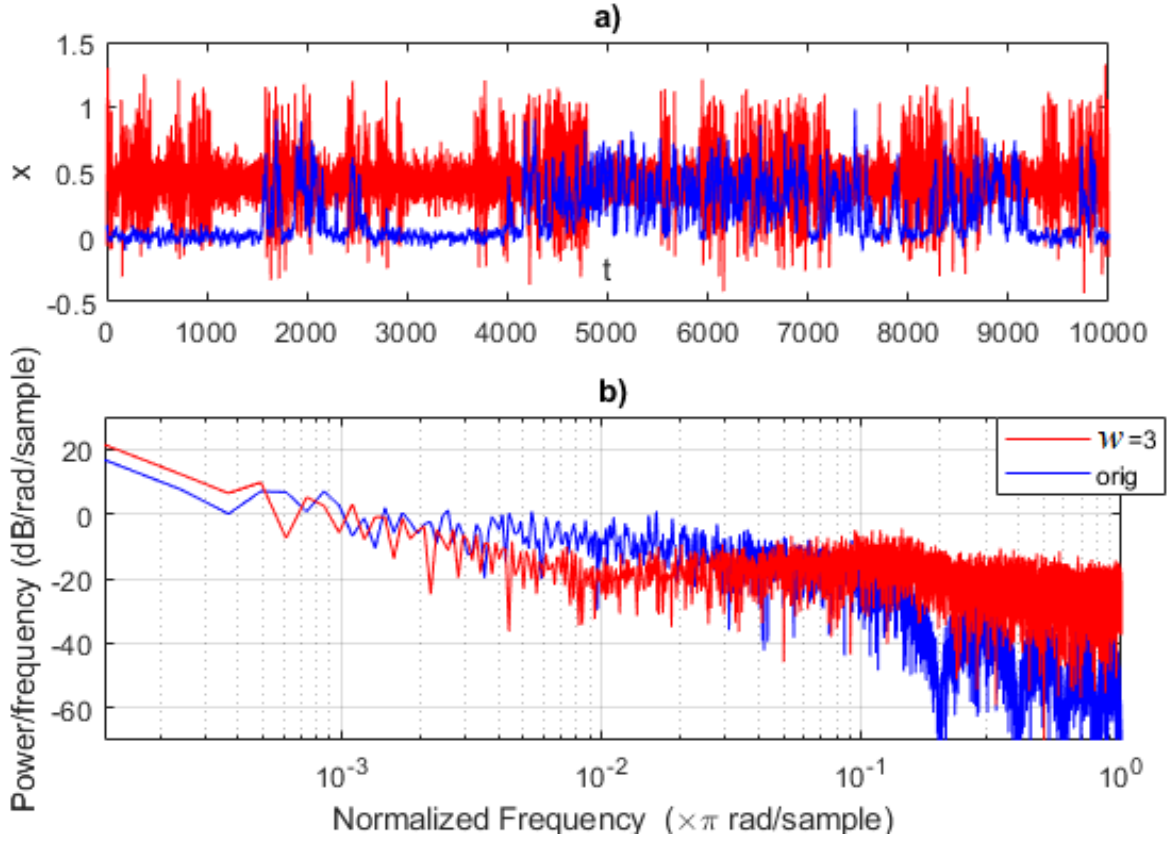 a)
1.5
1
0.5
0
-0.5
x
t
0 1000 2000 3000 4000 5000 6000 7000 8000 9000 10000
b)
Power/frequency (dB/rad/sample)
20
0
-20
-40
-60
w=3
orig
10-3 10-2 10-1 100
Normalized Frequency (×π rad/sample)